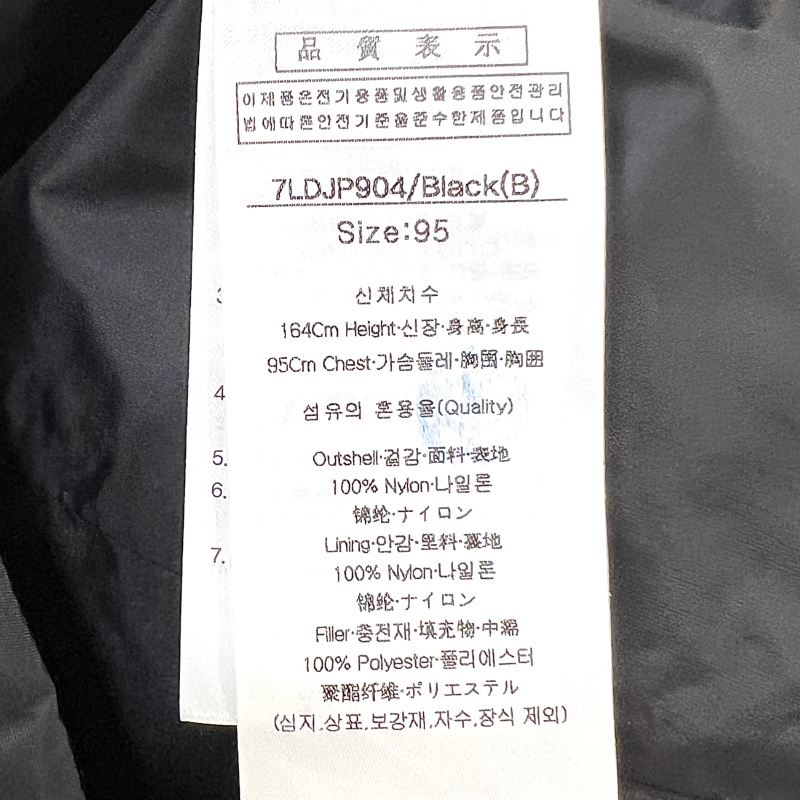 品質表示
이제품은전기용품및생활용품안전관리
법에따른안전기준을준수한제품입니다
7LDJP904/Black(B)
Size:95
신체치수
164Cm Height·신장·身高·身長
95Cm Chest·가슴둘레·胸围·胸囲
섬유의 혼용율(Quality)
Outshell·겉감·面料·表地
100% Nylon·나일론
锦纶·ナイロン
Lining·안감·里料·裏地
100% Nylon·나일론
锦纶·ナイロン
Filler·충전재·填充物·中綿
100% Polyester·폴리에스터
聚酯纤维·ポリエステル
(심지,상표,보강재,자수,장식 제외)
3
4
5.
6.
7.